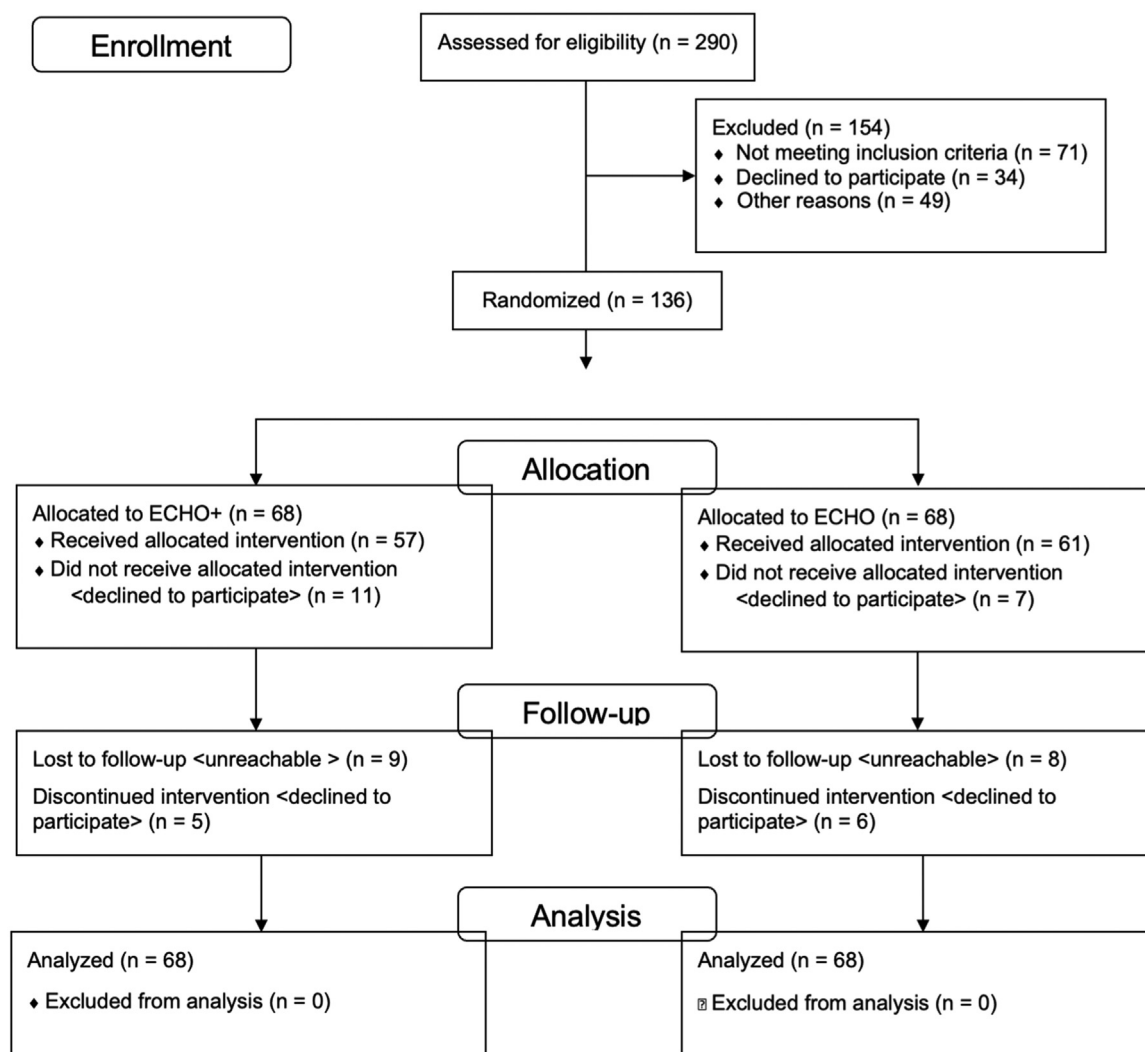 Enrollment
Assessed for eligibility (n = 290)
Excluded (n = 154)
♦ Not meeting inclusion criteria (n = 71)
♦ Declined to participate (n = 34)
♦ Other reasons (n = 49)
Randomized (n = 136)
Allocation
Allocated to ECHO+ (n = 68)
♦ Received allocated intervention (n = 57)
♦ Did not receive allocated intervention
<declined to participate> (n = 11)
Allocated to ECHO (n = 68)
♦ Received allocated intervention (n = 61)
♦ Did not receive allocated intervention
<declined to participate> (n = 7)
Follow-up
Lost to follow-up <unreachable > (n = 9)
Discontinued intervention <declined to
participate> (n = 5)
Lost to follow-up <unreachable> (n = 8)
Discontinued intervention <declined to
participate> (n = 6)
Analysis
Analyzed (n = 68)
♦ Excluded from analysis (n = 0)
Analyzed (n = 68)
⍰ Excluded from analysis (n = 0)